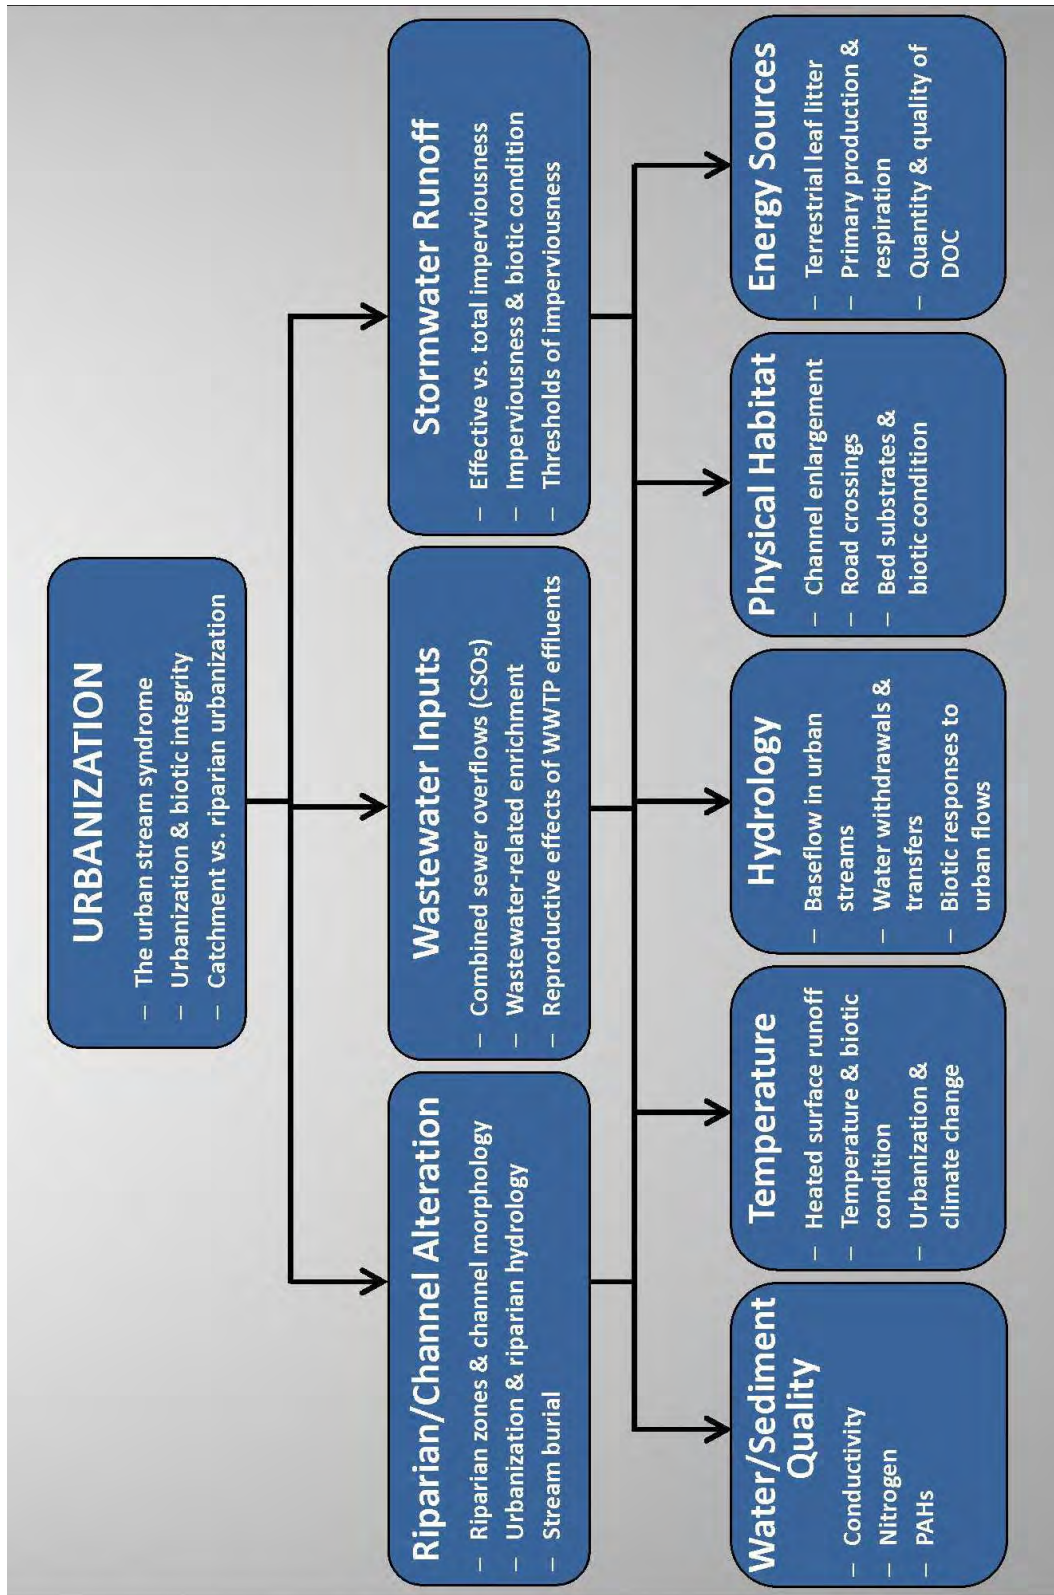 URBANIZATION
– The urban stream syndrome
– Urbanization & biotic integrity
– Catchment vs. riparian urbanization
Riparian/Channel Alteration
– Riparian zones & channel morphology
– Urbanization & riparian hydrology
– Stream burial
Wastewater Inputs
– Combined sewer overflows (CSOs)
– Wastewater-related enrichment
– Reproductive effects of WWTP effluents
Stormwater Runoff
– Effective vs. total imperviousness
– Imperviousness & biotic condition
– Thresholds of imperviousness
Water/Sediment
Quality
– Conductivity
– Nitrogen
– PAHs
Temperature
– Heated surface runoff
– Temperature & biotic
condition
– Urbanization &
climate change
Hydrology
– Baseflow in urban
streams
– Water withdrawals &
transfers
– Biotic responses to
urban flows
Physical Habitat
– Channel enlargement
– Road crossings
– Bed substrates &
biotic condition
Energy Sources
– Terrestrial leaf litter
– Primary production &
respiration
– Quantity & quality of
DOC